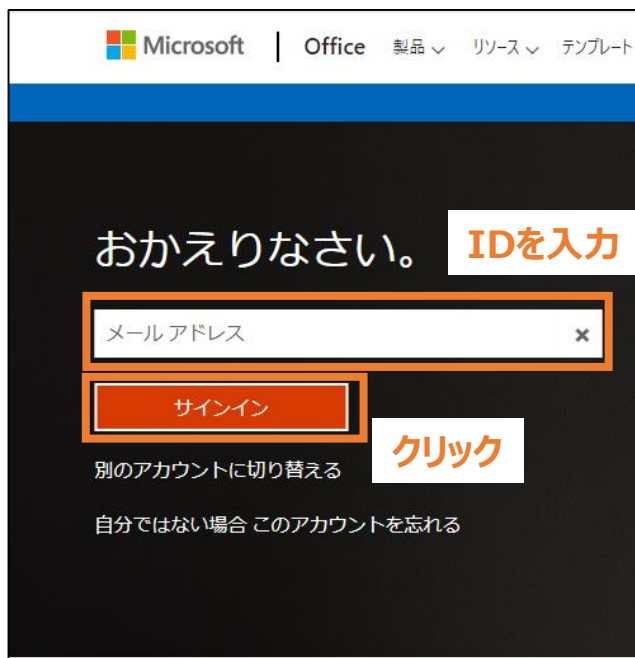 Microsoft | Office 製品 リソース テンプレート
おかえりなさい。
IDを入力
メール アドレス
サインイン
クリック
別のアカウントに切り替える
自分ではない場合 このアカウントを忘れる